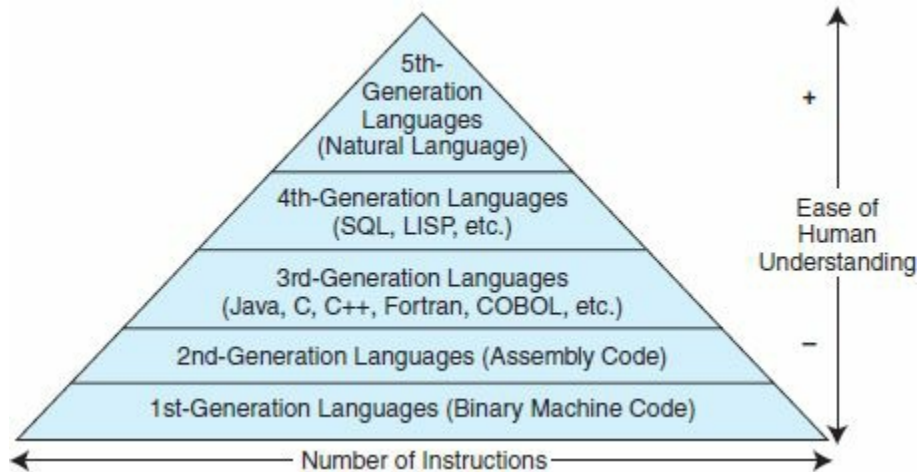 5th-
Generation
Languages
(Natural Language)
4th-Generation Languages
(SQL, LISP, etc.)
3rd-Generation Languages
(Java, C, C++, Fortran, COBOL, etc.)
2nd-Generation Languages (Assembly Code)
1st-Generation Languages (Binary Machine Code)
Number of Instructions
+
Ease of
Human
Understanding
–